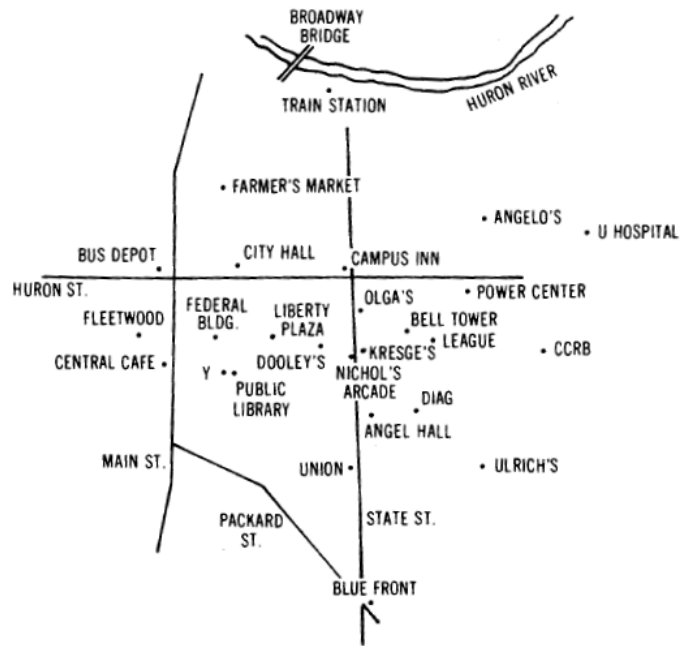 BROADWAY
BRIDGE
HURON RIVER
TRAIN STATION
FARMER'S MARKET
ANGELO'S
U HOSPITAL
BUS DEPOT
CITY HALL
CAMPUS INN
HURON ST.
POWER CENTER
OLGA'S
FLEETWOOD
FEDERAL
BLDG.
LIBERTY
PLAZA
BELL TOWER
LEAGUE
CCRB
CENTRAL CAFE
DOOLEY'S
KRESGE'S
Y
PUBLIC
LIBRARY
NICHOL'S
ARCADE
DIAG
ANGEL HALL
MAIN ST.
UNION
ULRICH'S
PACKARD
ST.
STATE ST.
BLUE FRONT